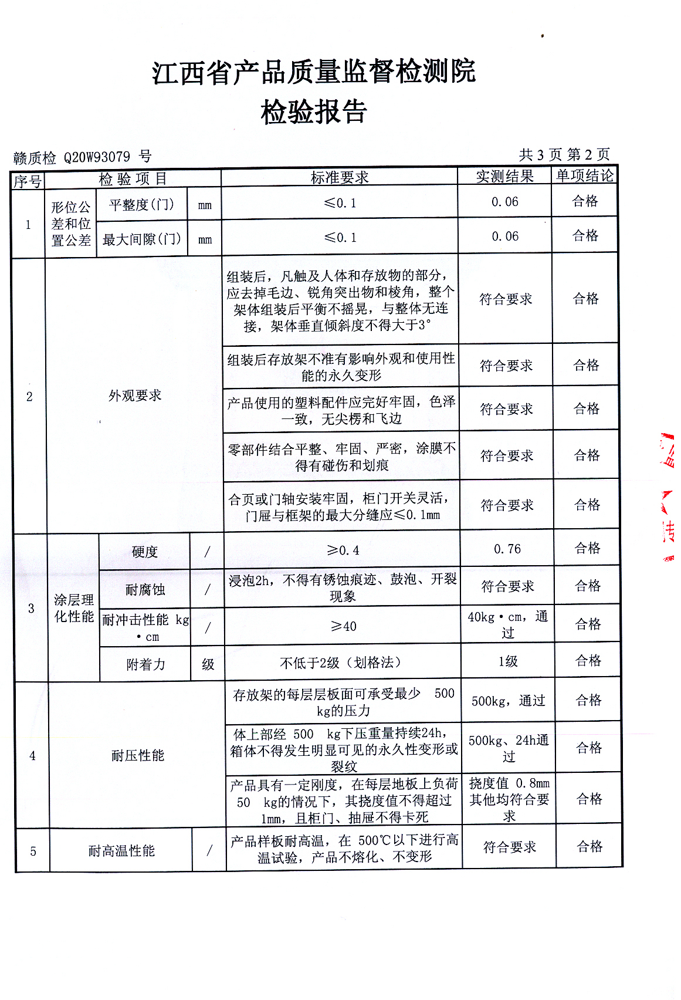 江西省产品质量监督检测院
检验报告
赣质检 Q20W93079 号
共 3 页 第 2 页
序号 检 验 项 目 标准要求 实测结果 单项结论
1
形位公
差和位
置公差
平整度(门) mm ≤0.1 0.06 合格
最大间隙(门) mm ≤0.1 0.06 合格
2
外观要求
组装后，凡触及人体和存放物的部分，
应去掉毛边、锐角突出物和棱角，整个
架体组装后平衡不摇晃，与整体无连
接，架体垂直倾斜度不得大于3°
符合要求 合格
组装后存放架不准有影响外观和使用性
能的永久变形
符合要求 合格
产品使用的塑料配件应完好牢固，色泽
一致，无尖楞和飞边
符合要求 合格
零部件结合平整、牢固、严密，涂膜不
得有碰伤和划痕
符合要求 合格
合页或门轴安装牢固，柜门开关灵活，
门屉与框架的最大分缝应≤0.1mm
符合要求 合格
3
涂层理
化性能
硬度 / ≥0.4 0.76 合格
耐腐蚀 /
浸泡2h，不得有锈蚀痕迹、鼓泡、开裂
现象
符合要求 合格
耐冲击性能 kg
·cm
/ ≥40
40kg·cm，通
过
合格
附着力 级 不低于2级（划格法） 1级 合格
4
耐压性能
存放架的每层层板面可承受最少 500
kg的压力
500kg，通过 合格
体上部经 500 kg下压重量持续24h，
箱体不得发生明显可见的永久性变形或
裂纹
500kg、24h通
过
合格
产品具有一定刚度，在每层地板上负荷
50 kg的情况下，其挠度值不得超过
1mm，且柜门、抽屉不得卡死
挠度值 0.8mm
其他均符合要
求
合格
5
耐高温性能 /
产品样板耐高温，在 500℃以下进行高
温试验，产品不熔化、不变形
符合要求 合格